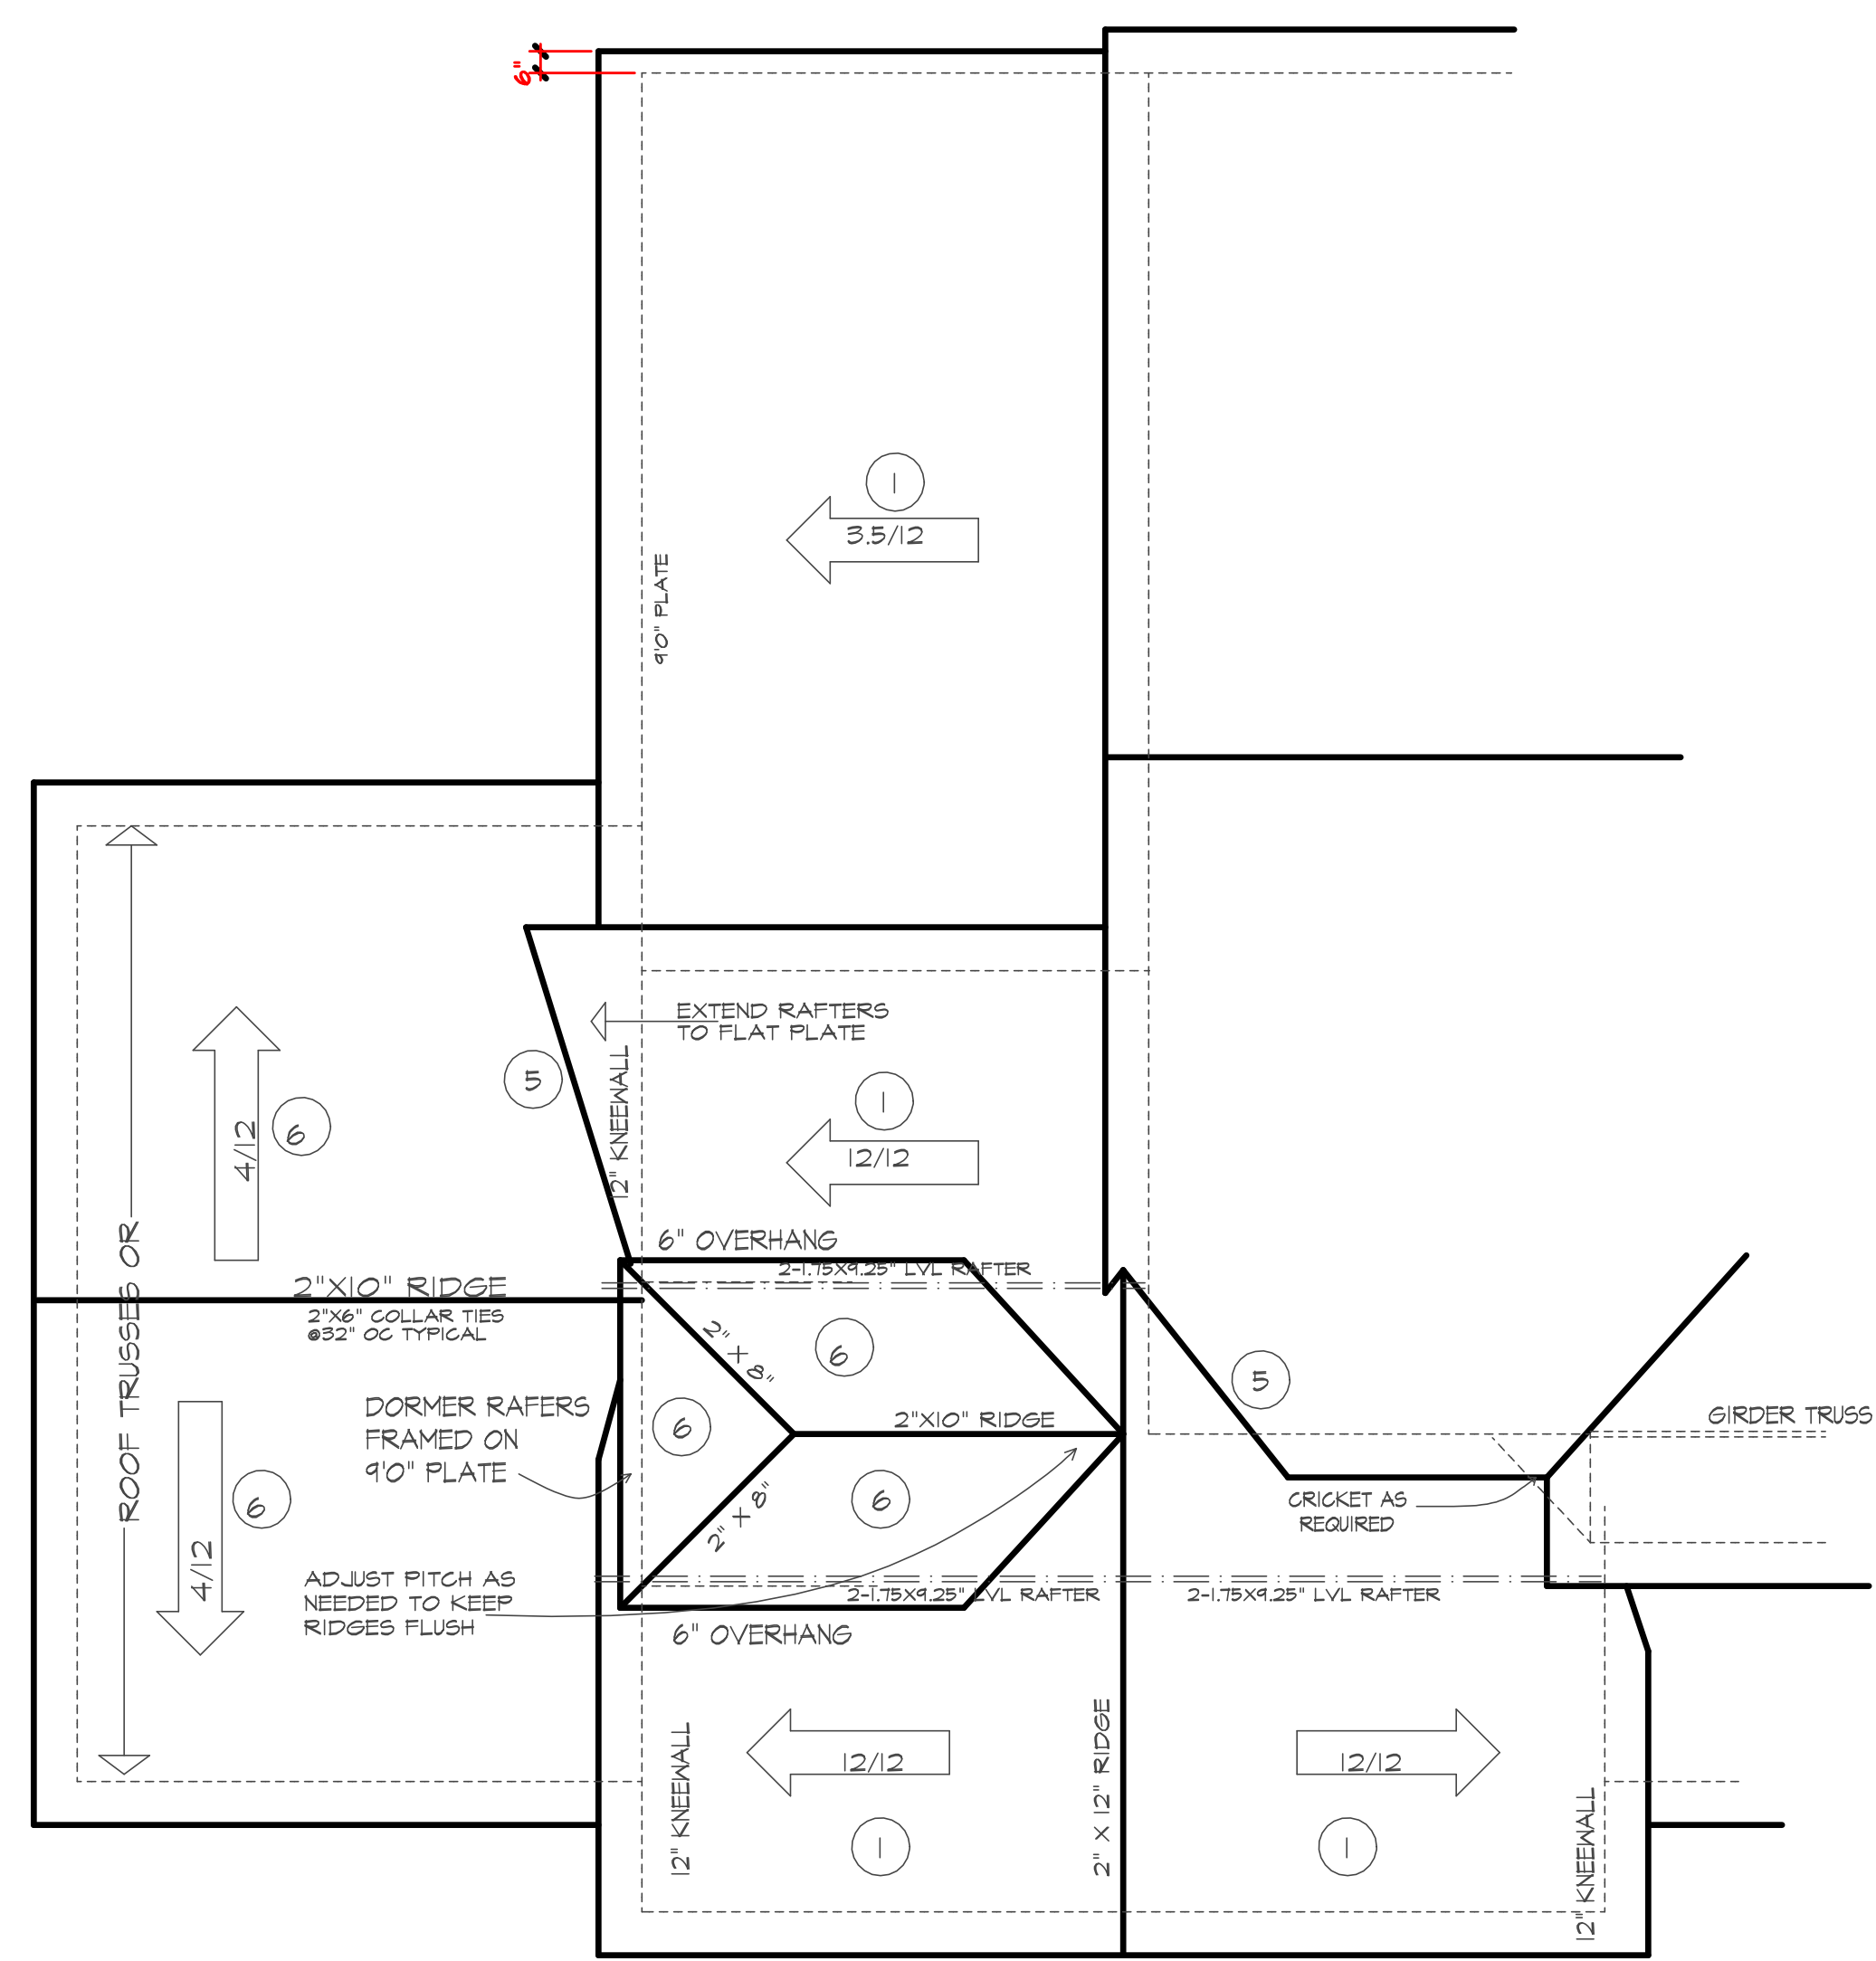 6"
1
3.5/12
9'0" PLATE
EXTEND RAFTERS
TO FLAT PLATE
5
12" KNEEWALL
1
12/12
4/12
6
6" OVERHANG
2-1.75X9.25" LVL RAFTER
ROOF TRUSSES OR
2"X10" RIDGE
2"X6" COLLAR TIES
@32" OC TYPICAL
2" X 8"
6
5
DORMER RAFERS
FRAMED ON
9'0" PLATE
6
2"X10" RIDGE
GIRDER TRUSS
6
4/12
2" X 8"
6
CRICKET AS
REQUIRED
ADJUST PITCH AS
NEEDED TO KEEP
RIDGES FLUSH
2-1.75X9.25" LVL RAFTER
2-1.75X9.25" LVL RAFTER
6" OVERHANG
12" KNEEWALL
12/12
1
2" X 12" RIDGE
12/12
1
12" KNEEWALL